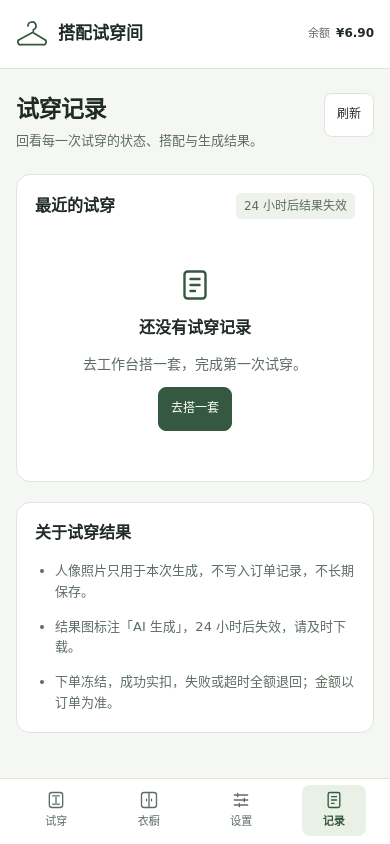 搭配试穿间
余额 ¥6.90
试穿记录
刷新
回看每一次试穿的状态、搭配与生成结果。
最近的试穿
24 小时后结果失效
还没有试穿记录
去工作台搭一套，完成第一次试穿。
去搭一套
关于试穿结果
人像照片只用于本次生成，不写入订单记录，不长期
保存。
结果图标注「AI 生成」，24 小时后失效，请及时下
载。
下单冻结，成功实扣，失败或超时全额退回；金额以
订单为准。
试穿
衣橱
设置
记录